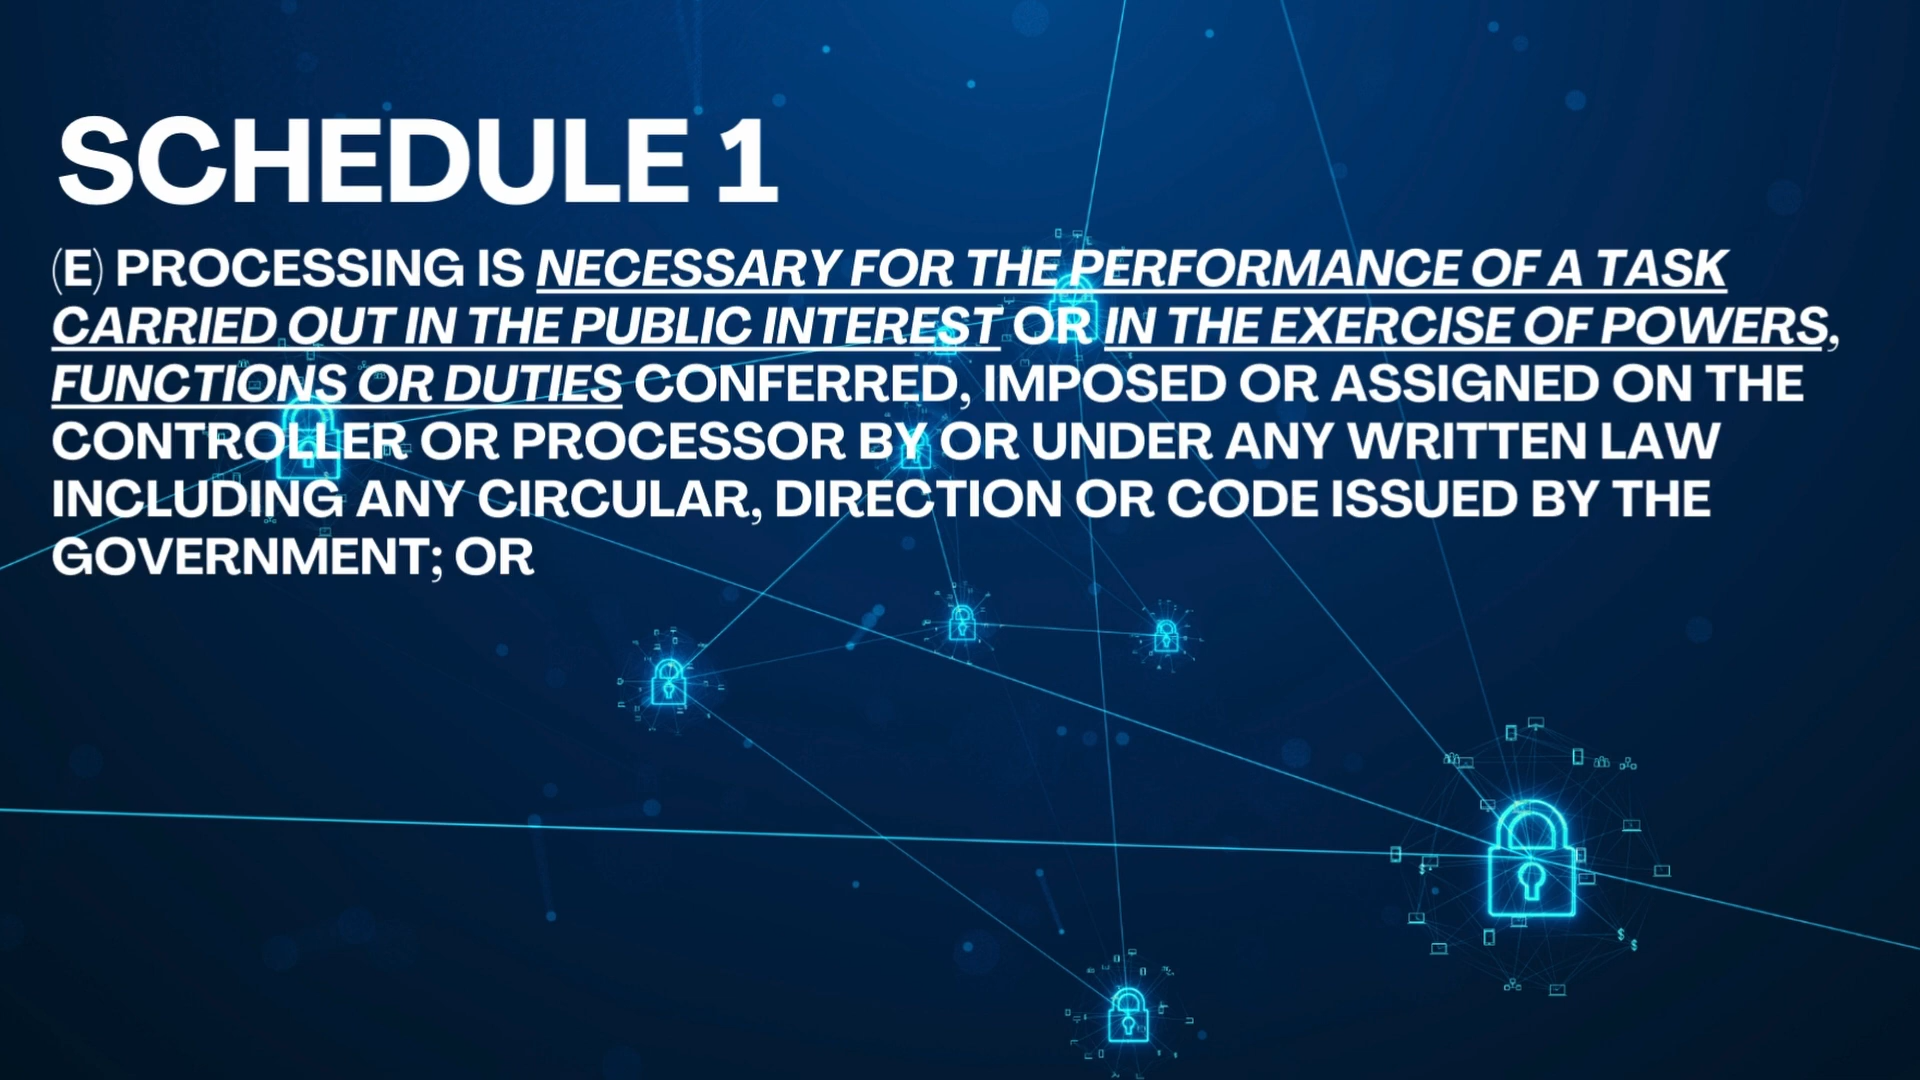 SCHEDULE 1
(E) PROCESSING IS NECESSARY FOR THE PERFORMANCE OF A TASK
CARRIED OUT IN THE PUBLIC INTEREST OR IN THE EXERCISE OF POWERS,
FUNCTIONS OR DUTIES CONFERRED, IMPOSED OR ASSIGNED ON THE
CONTROLLER OR PROCESSOR BY OR UNDER ANY WRITTEN LAW
INCLUDING ANY CIRCULAR, DIRECTION OR CODE ISSUED BY THE
GOVERNMENT; OR